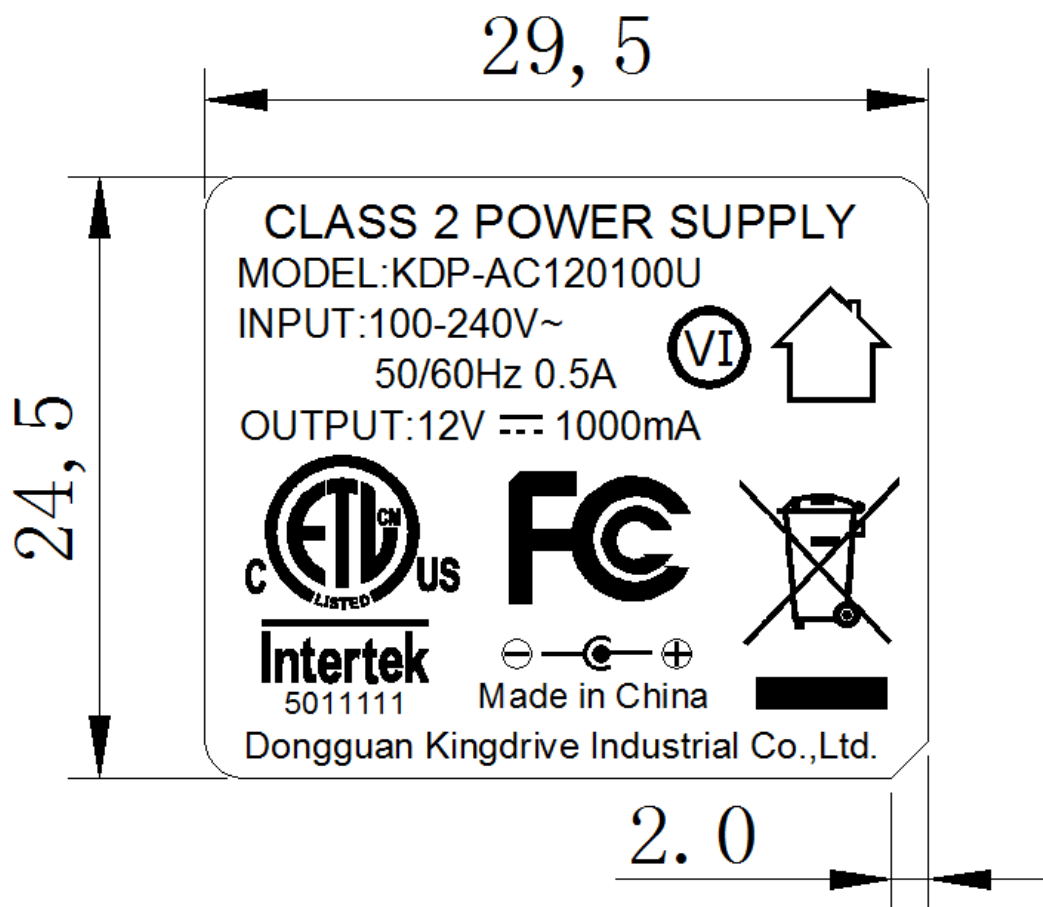 29,5
24,5
CLASS 2 POWER SUPPLY
MODEL:KDP-AC120100U
INPUT:100-240V~
50/60Hz 0.5A
VI
OUTPUT:12V ⎓ 1000mA
ETL CM
C US
LISTED
FCC
Intertek
5011111
Made in China
Dongguan Kingdrive Industrial Co.,Ltd.
2.0